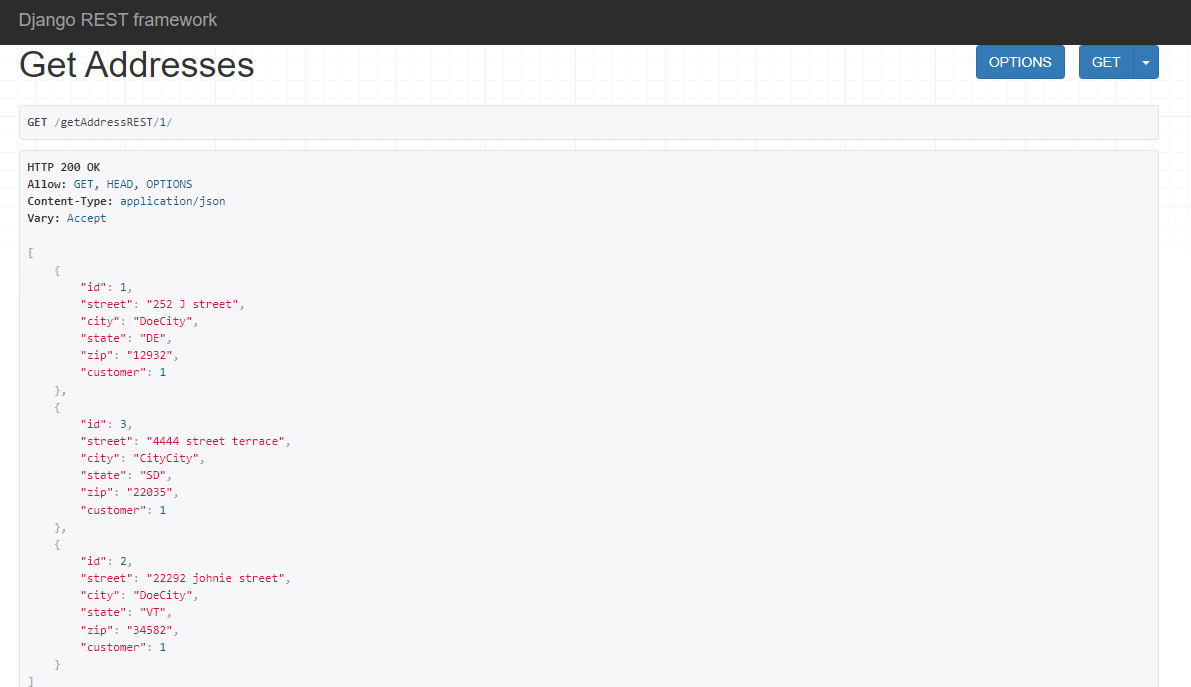 Django REST framework
Get Addresses
OPTIONS
GET
GET /getAddressREST/1/
HTTP 200 OK
Allow: GET, HEAD, OPTIONS
Content-Type: application/json
Vary: Accept
[
    {
        "id": 1,
        "street": "252 J street",
        "city": "DoeCity",
        "state": "DE",
        "zip": "12932",
        "customer": 1
    },
    {
        "id": 3,
        "street": "4444 street terrace",
        "city": "CityCity",
        "state": "SD",
        "zip": "22035",
        "customer": 1
    },
    {
        "id": 2,
        "street": "22292 johnie street",
        "city": "DoeCity",
        "state": "VT",
        "zip": "34582",
        "customer": 1
    }
]